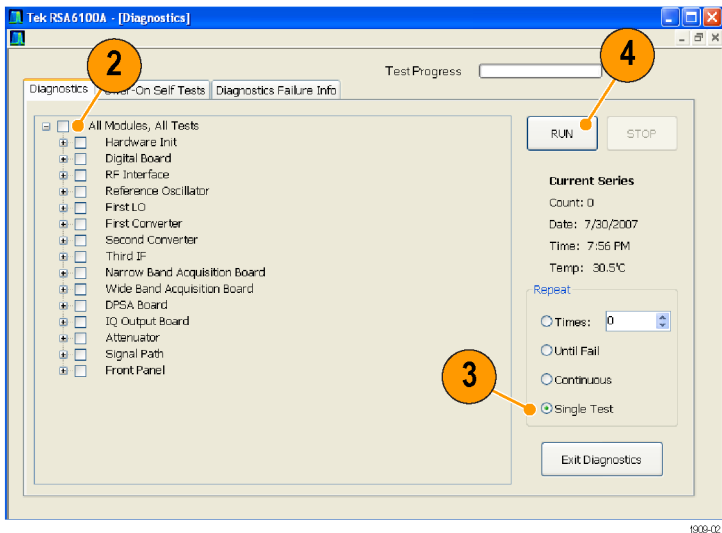 Tek RSA6100A - [Diagnostics]
2
4
Test Progress
Diagnostics
-On Self Tests
Diagnostics Failure Info
All Modules, All Tests
Hardware Init
Digital Board
RF Interface
Reference Oscillator
First LO
First Converter
Second Converter
Third IF
Narrow Band Acquisition Board
Wide Band Acquisition Board
DPSA Board
IQ Output Board
Attenuator
Signal Path
Front Panel
RUN
STOP
Current Series
Count: 0
Date: 7/30/2007
Time: 7:56 PM
Temp: 30.5°C
Repeat
Times: 0
Until Fail
Continuous
3
Single Test
Exit Diagnostics
1909-02